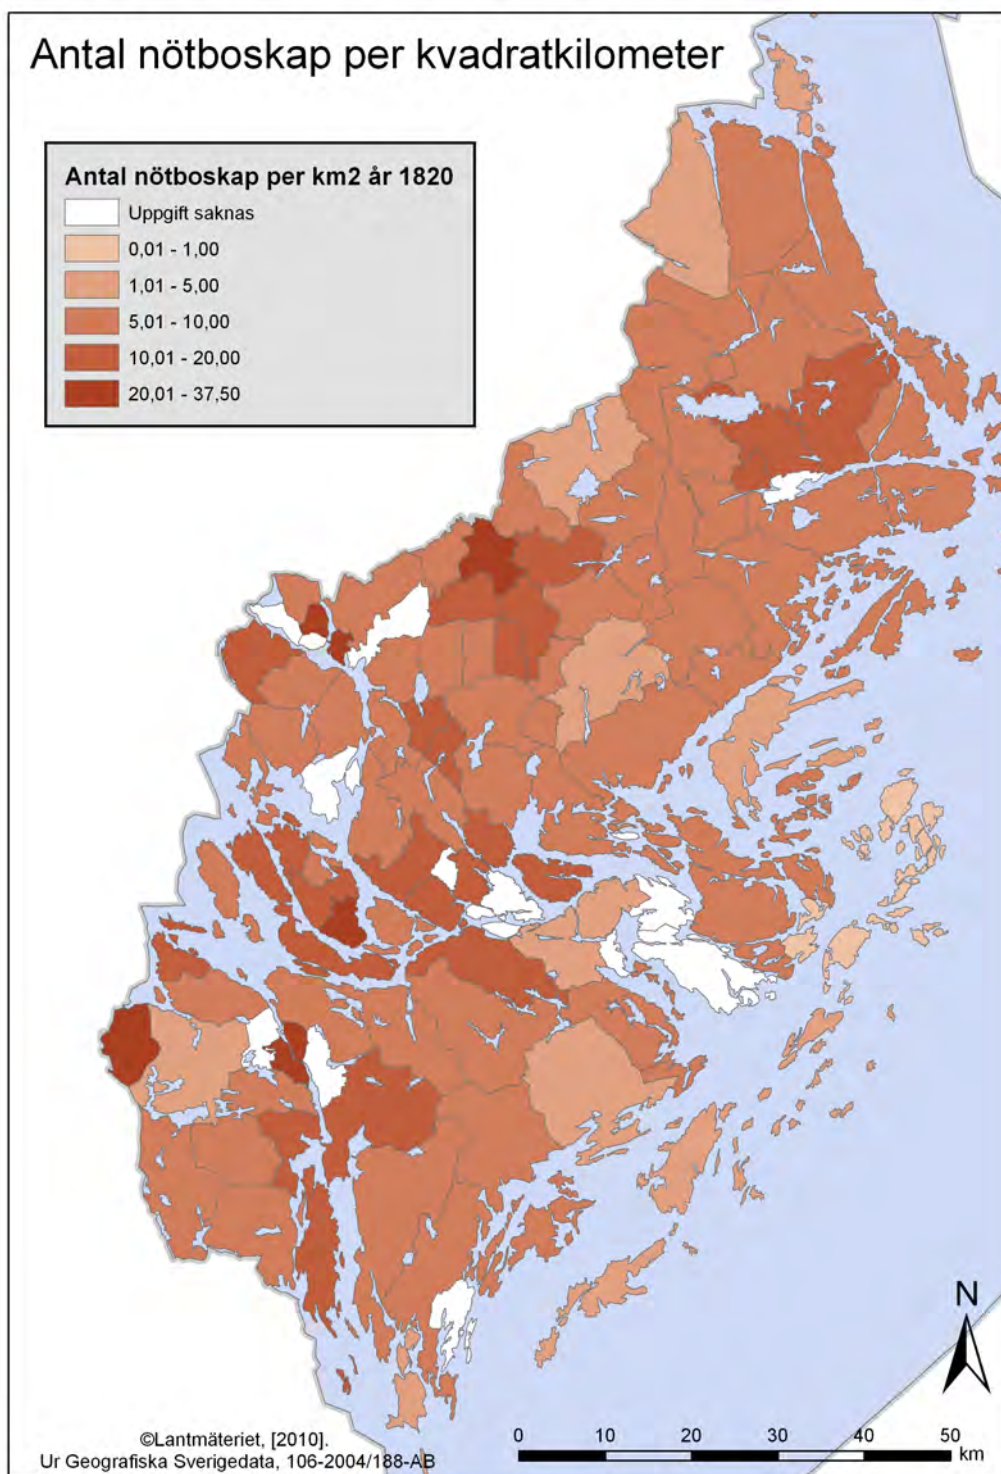 Antal nötboskap per kvadratkilometer
Antal nötboskap per km2 år 1820
Uppgift saknas
0,01 - 1,00
1,01 - 5,00
5,01 - 10,00
10,01 - 20,00
20,01 - 37,50
N
©Lantmäteriet, [2010].
Ur Geografiska Sverigedata, 106-2004/188-AB
0 10 20 30 40 50
km